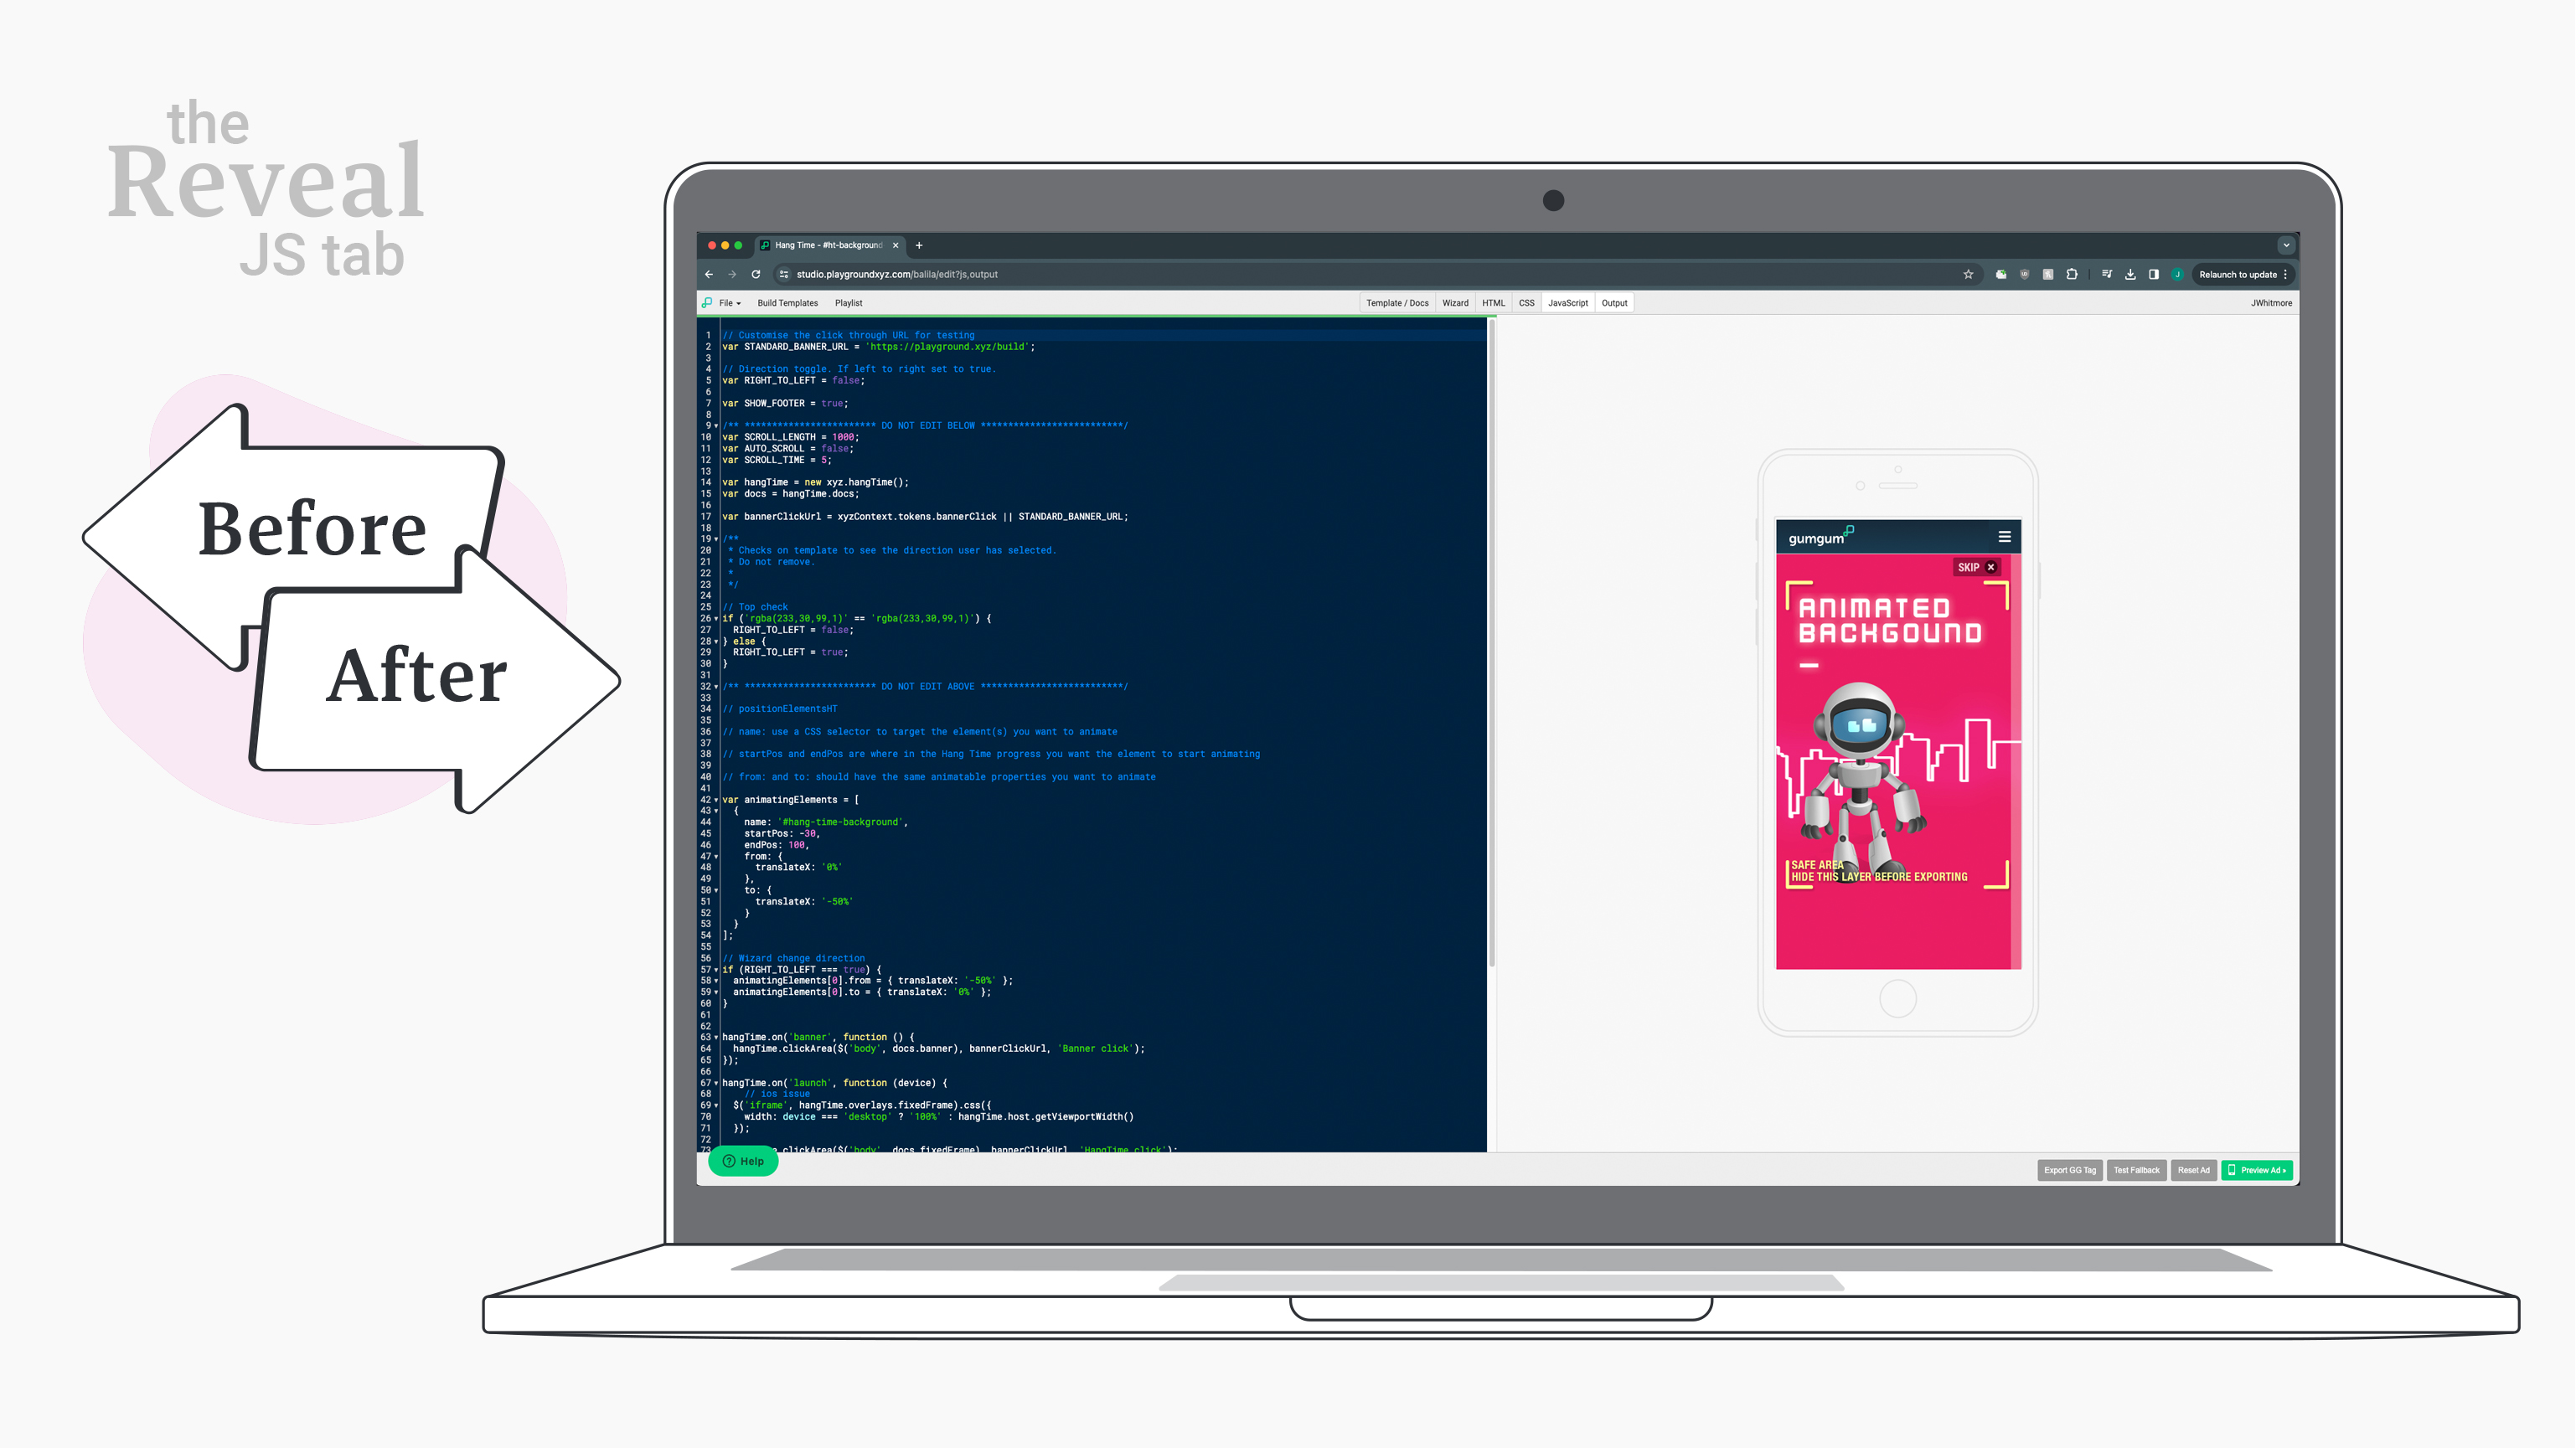 the
Reveal
JS tab
Before
After
Hang Time - #ht-background
studio.playgroundxyz.com/balila/edit?js,output
J
Relaunch to update
File
Build Templates
Playlist
Template / Docs
Wizard
HTML
CSS
JavaScript
Output
JWhitmore
1 // Customise the click through URL for testing
2 var STANDARD_BANNER_URL = 'https://playground.xyz/build';
3
4 // Direction toggle. If left to right set to true.
5 var RIGHT_TO_LEFT = false;
6
7 var SHOW_FOOTER = true;
8
9 /** ************************ DO NOT EDIT BELOW **************************/
10 var SCROLL_LENGTH = 1000;
11 var AUTO_SCROLL = false;
12 var SCROLL_TIME = 5;
13
14 var hangTime = new xyz.hangTime();
15 var docs = hangTime.docs;
16
17 var bannerClickUrl = xyzContext.tokens.bannerClick || STANDARD_BANNER_URL;
18
19 /**
20 * Checks on template to see the direction user has selected.
21 * Do not remove.
22 *
23 */
24
25 // Top check
26 if ('rgba(233,30,99,1)' == 'rgba(233,30,99,1)') {
27 RIGHT_TO_LEFT = false;
28 } else {
29 RIGHT_TO_LEFT = true;
30 }
31
32 /** ************************ DO NOT EDIT ABOVE **************************/
33
34 // positionElementsHT
35
36 // name: use a CSS selector to target the element(s) you want to animate
37
38 // startPos and endPos are where in the Hang Time progress you want the element to start animating
39
40 // from: and to: should have the same animatable properties you want to animate
41
42 var animatingElements = [
43 {
44 name: '#hang-time-background',
45 startPos: -30,
46 endPos: 100,
47 from: {
48 translateX: '0%'
49 },
50 to: {
51 translateX: '-50%'
52 }
53 }
54 ];
55
56 // Wizard change direction
57 if (RIGHT_TO_LEFT === true) {
58 animatingElements[0].from = { translateX: '-50%' };
59 animatingElements[0].to = { translateX: '0%' };
60 }
61
62
63 hangTime.on('banner', function () {
64 hangTime.clickArea($('body', docs.banner), bannerClickUrl, 'Banner click');
65 });
66
67 hangTime.on('launch', function (device) {
68 // ios issue
69 $('iframe', hangTime.overlays.fixedFrame).css({
70 width: device === 'desktop' ? '100%' : hangTime.host.getViewportWidth()
71 });
72
73 e.clickArea($('body', docs.fixedFrame), bannerClickUrl, 'HangTime click');
Help
gumgum
SKIP
ANIMATED
BACKGOUND
SAFE AREA
HIDE THIS LAYER BEFORE EXPORTING
Export GG Tag
Test Fallback
Reset Ad
Preview Ad »